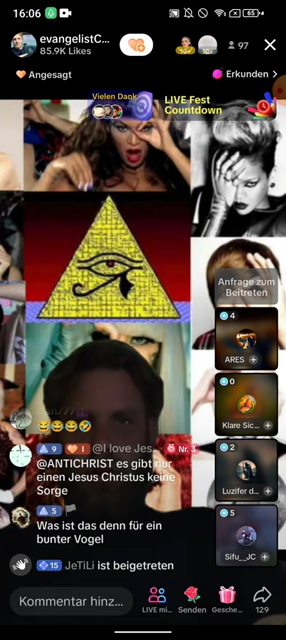 16:06
65
evangelistC...
85.9K Likes
97
Angesagt
Erkunden >
Vielen Dank
LIVE Fest
Countdown
Anfrage zum
Beitreten
4
ARES +
0
Klare Sic... +
2
Luzifer d... +
5
Sifu__JC +
9 I @I love Jes... Nr. 3
@ANTICHRIST es gibt nur
einen Jesus Christus keine
Sorge
5
Was ist das denn für ein
bunter Vogel
15 JeTiLi ist beigetreten
Kommentar hinz...
LIVE mi...
Senden
Gesche...
129